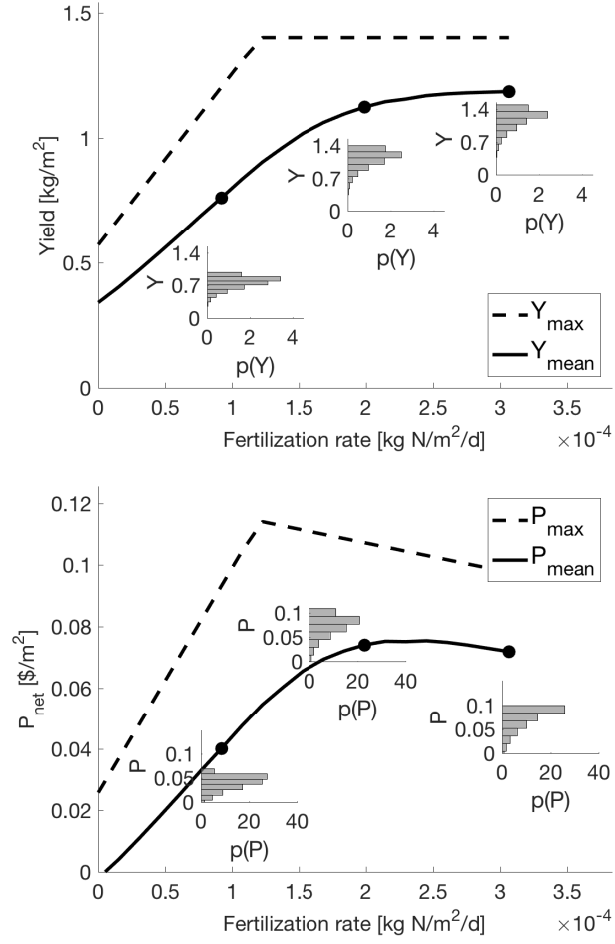 1.5
1
0.5
0
Yield [kg/m²]
0 0.5 1 1.5 2 2.5 3 3.5
Fertilization rate [kg N/m²/d] ×10⁻⁴
1.4
0.7
0
Y
0 2 4
p(Y)
1.4
0.7
0
Y
0 2 4
p(Y)
1.4
0.7
0
Y
0 2 4
p(Y)
Y_max
Y_mean
0.12
0.1
0.08
0.06
0.04
0.02
0
P_net [$/m²]
0 0.5 1 1.5 2 2.5 3 3.5
Fertilization rate [kg N/m²/d] ×10⁻⁴
P_max
P_mean
0.1
0.05
0
P
0 20 40
p(P)
0.1
0.05
0
P
0 20 40
p(P)
0.1
0.05
0
P
0 20 40
p(P)